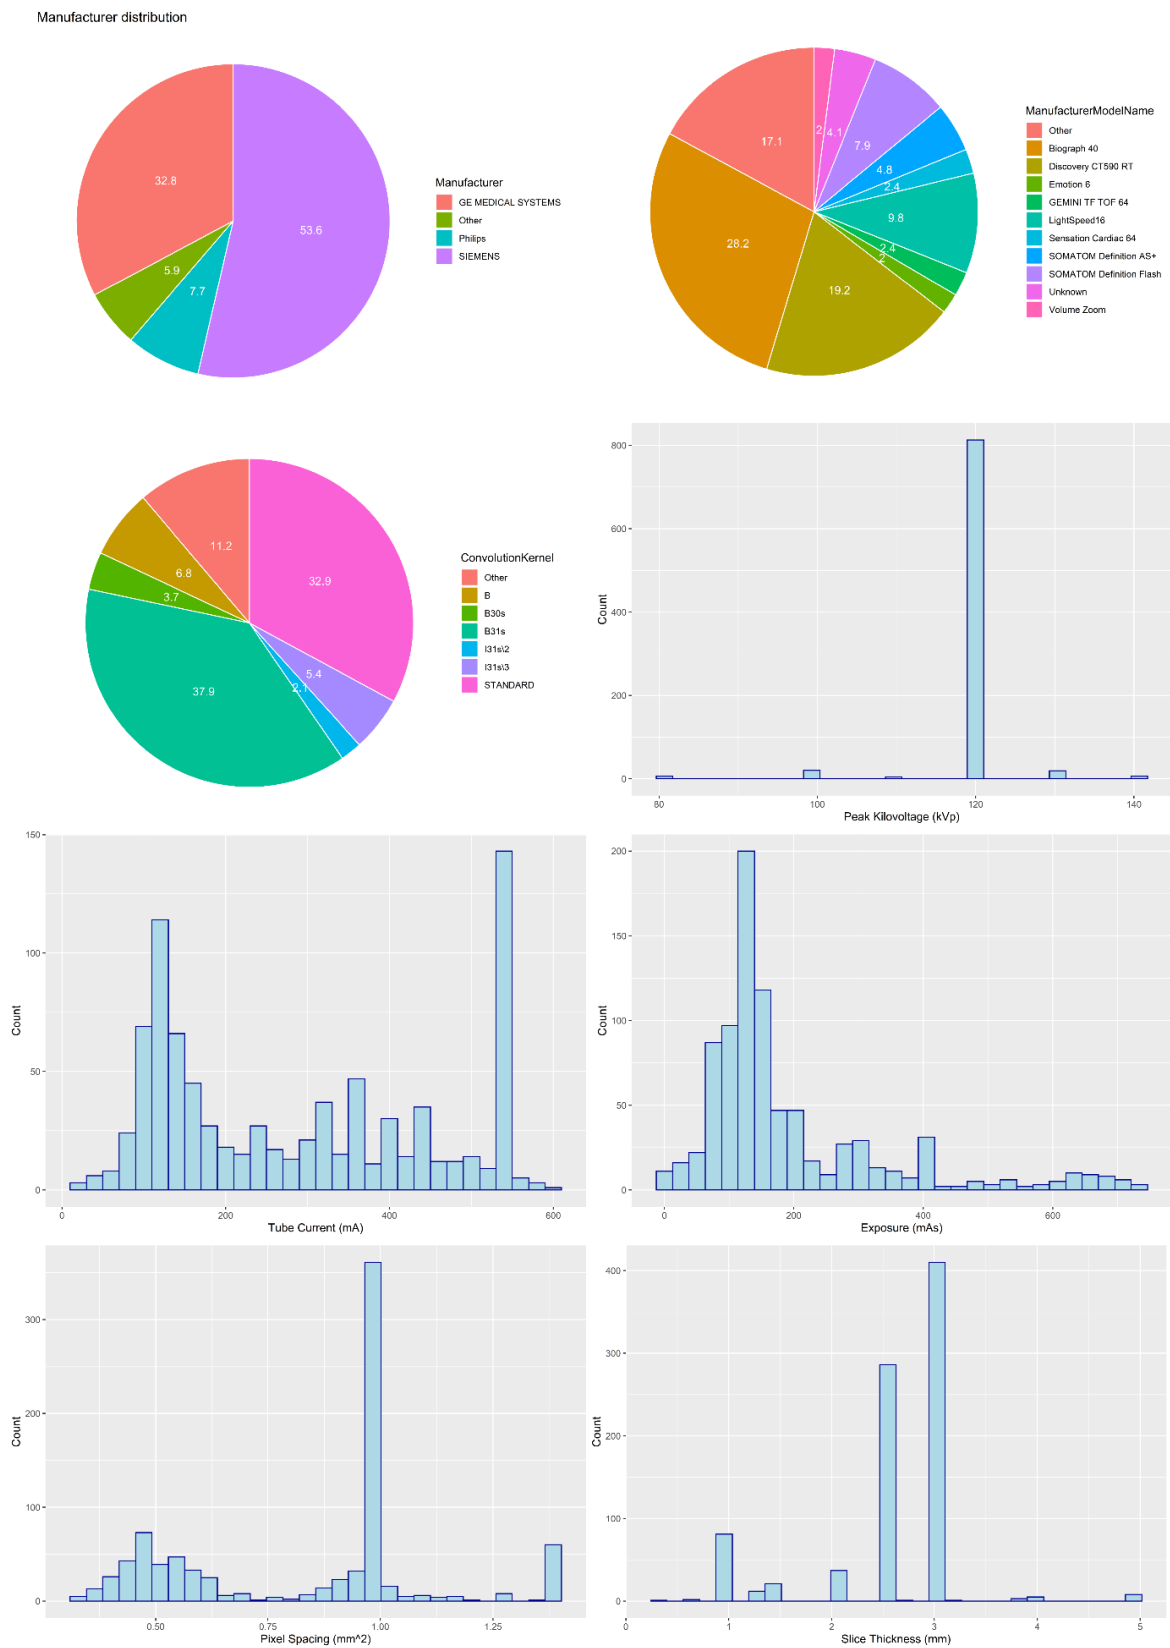 Manufacturer distribution
32.8
53.6
5.9
7.7
Manufacturer
GE MEDICAL SYSTEMS
Other
Philips
SIEMENS
17.1
2
4.1
7.9
4.8
2.4
9.8
2.4
2
19.2
28.2
ManufacturerModelName
Other
Biograph 40
Discovery CT590 RT
Emotion 6
GEMINI TF TOF 64
LightSpeed16
Sensation Cardiac 64
SOMATOM Definition AS+
SOMATOM Definition Flash
Unknown
Volume Zoom
11.2
32.9
6.8
3.7
37.9
2.1
5.4
ConvolutionKernel
Other
B
B30s
B31s
I31s\2
I31s\3
STANDARD
800
600
400
200
0
Count
80
100
120
140
Peak Kilovoltage (kVp)
150
100
50
0
Count
0
200
400
600
Tube Current (mA)
200
150
100
50
0
Count
0
200
400
600
Exposure (mAs)
300
200
100
0
Count
0.50
0.75
1.00
1.25
Pixel Spacing (mm^2)
400
300
200
100
0
Count
0
1
2
3
4
5
Slice Thickness (mm)